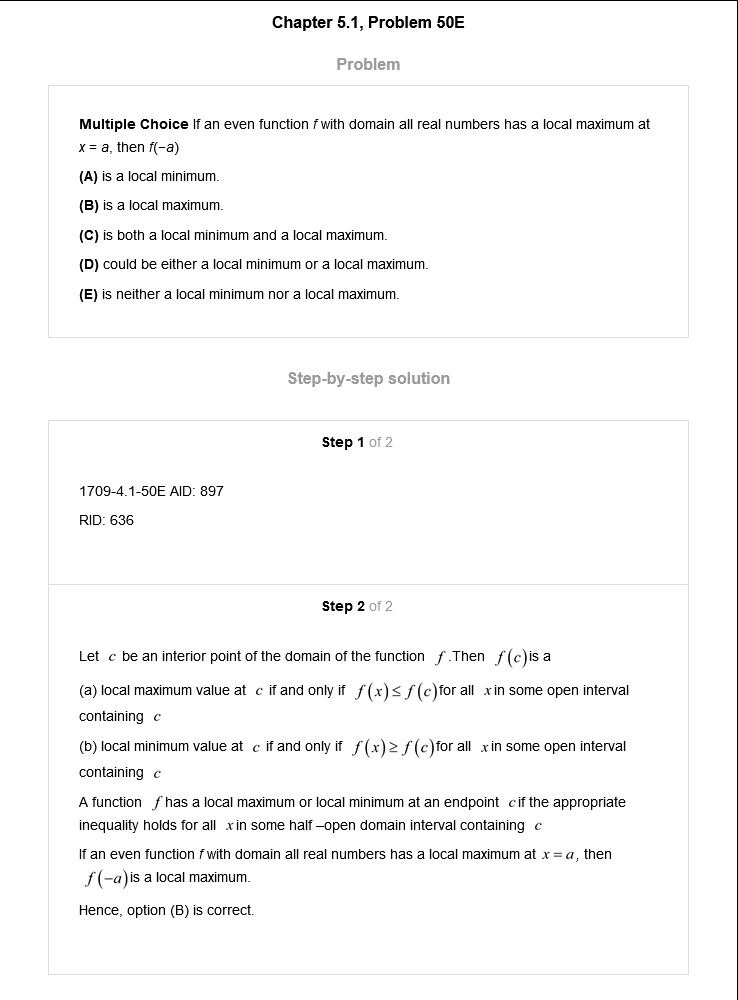 Chapter 5.1, Problem 50E
Problem
Multiple Choice If an even function f with domain all real numbers has a local maximum at
x = a, then f(−a)
(A) is a local minimum.
(B) is a local maximum.
(C) is both a local minimum and a local maximum.
(D) could be either a local minimum or a local maximum.
(E) is neither a local minimum nor a local maximum.
Step-by-step solution
Step 1 of 2
1709-4.1-50E AID: 897
RID: 636
Step 2 of 2
Let c be an interior point of the domain of the function f .Then f(c) is a
(a) local maximum value at c if and only if f(x) ≤ f(c) for all x in some open interval
containing c
(b) local minimum value at c if and only if f(x) ≥ f(c) for all x in some open interval
containing c
A function f has a local maximum or local minimum at an endpoint c if the appropriate
inequality holds for all x in some half –open domain interval containing c
If an even function f with domain all real numbers has a local maximum at x = a, then
f(−a) is a local maximum.
Hence, option (B) is correct.